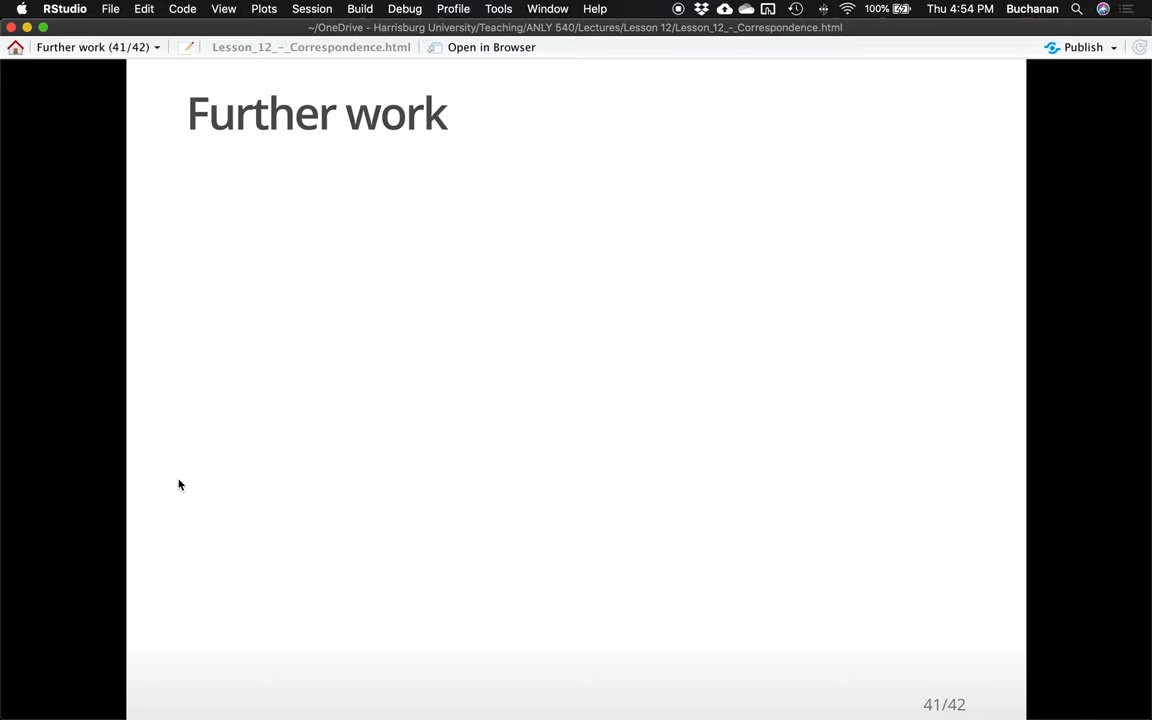 RStudio File Edit Code View Plots Session Build Debug Profile Tools Window Help 100% Thu 4:54 PM Buchanan
~/OneDrive - Harrisburg University/Teaching/ANLY 540/Lectures/Lesson 12/Lesson_12_-_Correspondence.html
Further work (41/42) Lesson_12_-_Correspondence.html Open in Browser Publish
Further work
41/42